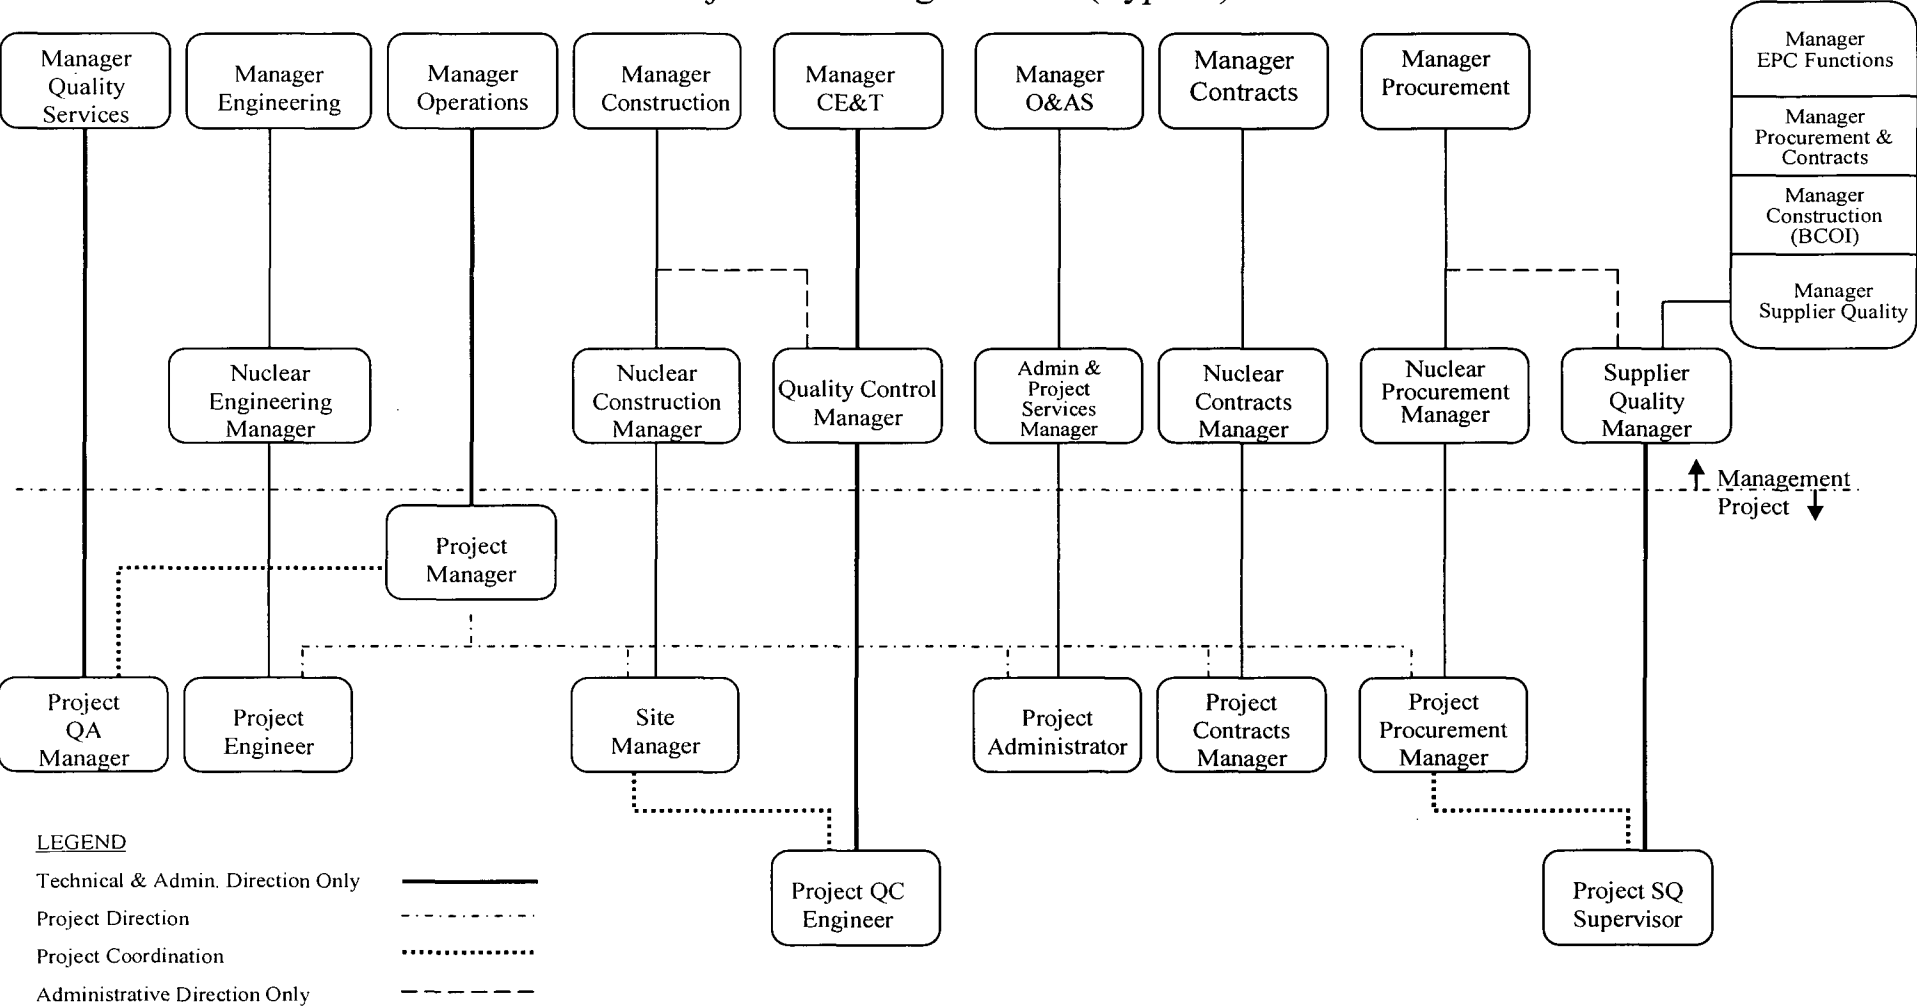 Manager
Quality
Services
Manager
Engineering
Manager
Operations
Manager
Construction
Manager
CE&T
Manager
O&AS
Manager
Contracts
Manager
Procurement
Manager
EPC Functions
Manager
Procurement &
Contracts
Manager
Construction
(BCOI)
Manager
Supplier Quality
Nuclear
Engineering
Manager
Nuclear
Construction
Manager
Quality Control
Manager
Admin &
Project
Services
Manager
Nuclear
Contracts
Manager
Nuclear
Procurement
Manager
Supplier
Quality
Manager
Management
Project
Project
Manager
Project
QA
Manager
Project
Engineer
Site
Manager
Project
Administrator
Project
Contracts
Manager
Project
Procurement
Manager
Project QC
Engineer
Project SQ
Supervisor
LEGEND
Technical & Admin. Direction Only
Project Direction
Project Coordination
Administrative Direction Only